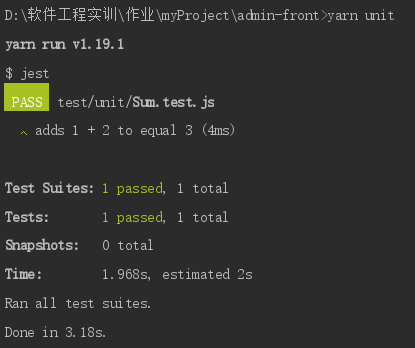 D:\软件工程实训\作业\myProject\admin-front>yarn unit
yarn run v1.19.1
$ jest
PASS test/unit/Sum.test.js
adds 1 + 2 to equal 3 (4ms)
Test Suites: 1 passed, 1 total
Tests: 1 passed, 1 total
Snapshots: 0 total
Time: 1.968s, estimated 2s
Ran all test suites.
Done in 3.18s.